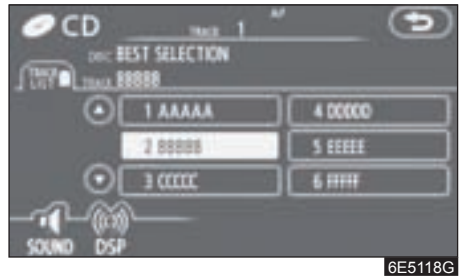 CD
TRACK 1
DISC BEST SELECTION
TRACK LIST
TRACK BBBBB
1 AAAAA
4 DDDDD
2 BBBBB
5 EEEEE
3 CCCCC
6 FFFFF
SOUND
DSP
6E5118G